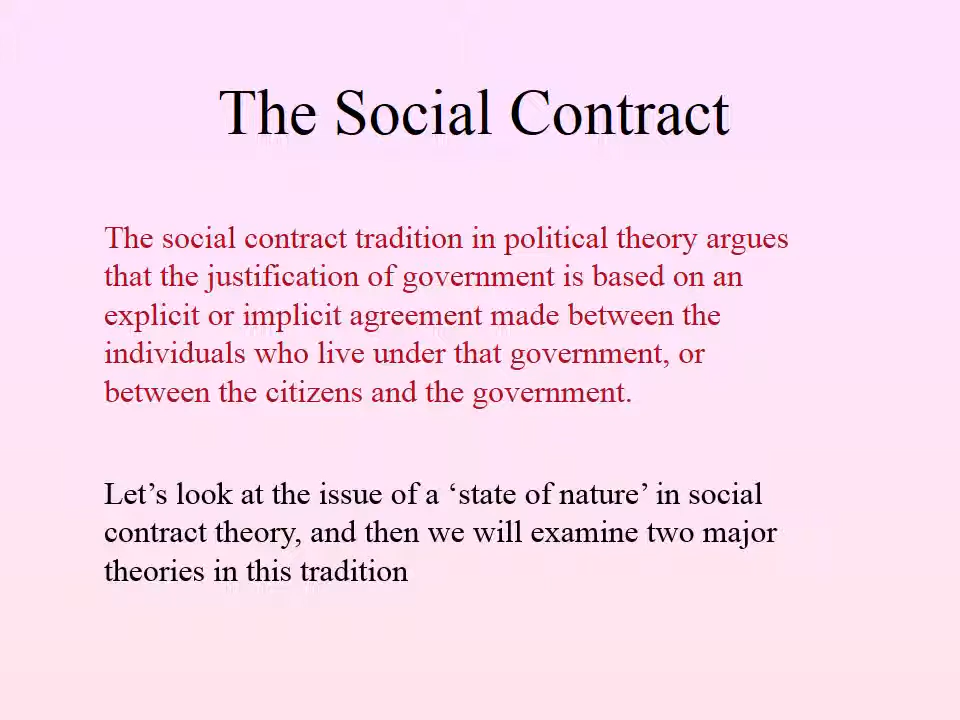 The Social Contract
The social contract tradition in political theory argues
that the justification of government is based on an
explicit or implicit agreement made between the
individuals who live under that government, or
between the citizens and the government.
Let’s look at the issue of a ‘state of nature’ in social
contract theory, and then we will examine two major
theories in this tradition